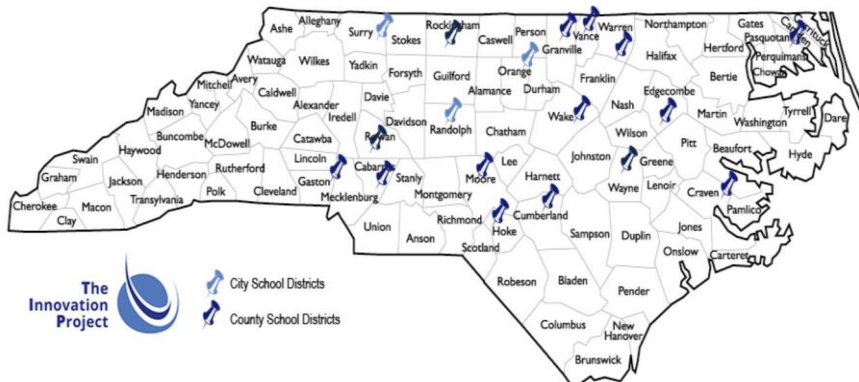 Ashe
Alleghany
Surry
Stokes
Rockingham
Caswell
Person
Granville
Vance
Warren
Northampton
Gates
Camden
Currituck
Pasquotank
Perquimans
Chowan
Hertford
Halifax
Bertie
Watauga
Wilkes
Yadkin
Forsyth
Guilford
Alamance
Orange
Durham
Franklin
Nash
Edgecombe
Martin
Washington
Tyrrell
Dare
Mitchell
Avery
Caldwell
Alexander
Iredell
Davie
Davidson
Randolph
Chatham
Wake
Wilson
Pitt
Beaufort
Hyde
Madison
Yancey
Burke
Catawba
Rowan
Buncombe
McDowell
Haywood
Swain
Graham
Jackson
Henderson
Rutherford
Polk
Cleveland
Lincoln
Gaston
Mecklenburg
Cabarrus
Stanly
Montgomery
Moore
Lee
Harnett
Johnston
Wayne
Greene
Lenoir
Craven
Pamlico
Cherokee
Clay
Macon
Transylvania
Union
Anson
Richmond
Scotland
Hoke
Cumberland
Sampson
Duplin
Jones
Onslow
Carteret
Robeson
Bladen
Pender
Columbus
New
Hanover
Brunswick
The
Innovation
Project
City School Districts
County School Districts